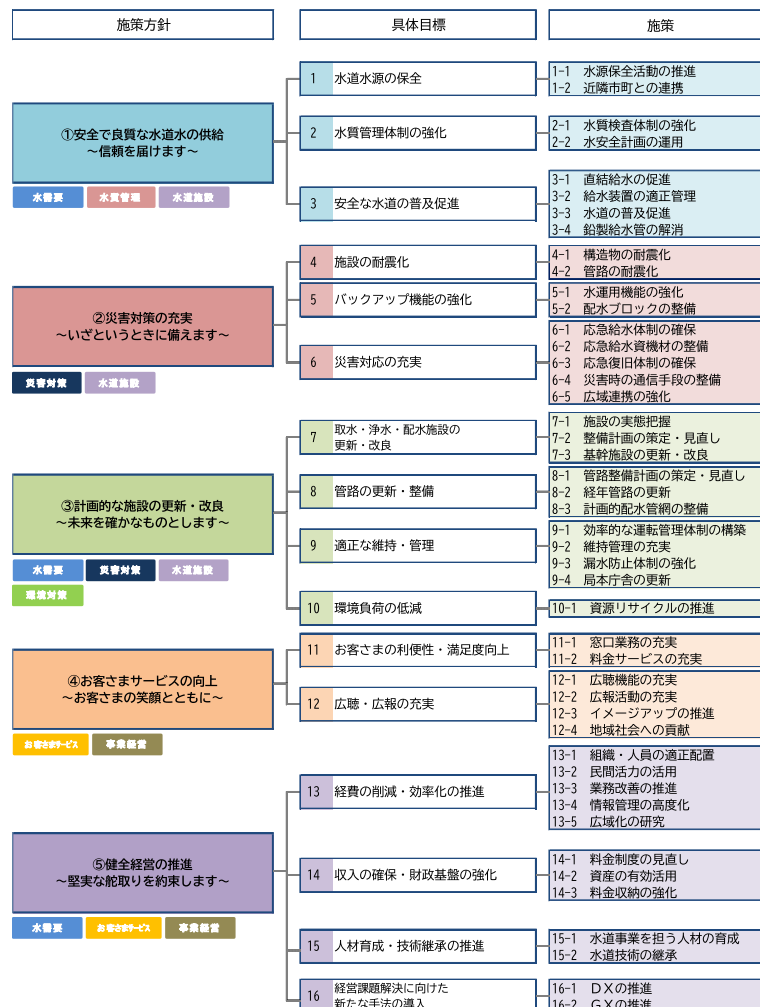 施策方針
具体目標
施策
①安全で良質な水道水の供給
～信頼を届けます～
水需要
水質管理
水道施設
1 水道水源の保全
1-1 水源保全活動の推進
1-2 近隣市町との連携
2 水質管理体制の強化
2-1 水質検査体制の強化
2-2 水安全計画の運用
3 安全な水道の普及促進
3-1 直結給水の促進
3-2 給水装置の適正管理
3-3 水道の普及促進
3-4 鉛製給水管の解消
②災害対策の充実
～いざというときに備えます～
災害対策
水道施設
4 施設の耐震化
4-1 構造物の耐震化
4-2 管路の耐震化
5 バックアップ機能の強化
5-1 水運用機能の強化
5-2 配水ブロックの整備
6 災害対応の充実
6-1 応急給水体制の確保
6-2 応急給水資機材の整備
6-3 応急復旧体制の確保
6-4 災害時の通信手段の整備
6-5 広域連携の強化
③計画的な施設の更新・改良
～未来を確かなものとします～
水需要
災害対策
水道施設
環境対策
7 取水・浄水・配水施設の
更新・改良
7-1 施設の実態把握
7-2 整備計画の策定・見直し
7-3 基幹施設の更新・改良
8 管路の更新・整備
8-1 管路整備計画の策定・見直し
8-2 経年管路の更新
8-3 計画的配水管網の整備
9 適正な維持・管理
9-1 効率的な運転管理体制の構築
9-2 維持管理の充実
9-3 漏水防止体制の強化
9-4 局本庁舎の更新
10 環境負荷の低減
10-1 資源リサイクルの推進
④お客さまサービスの向上
～お客さまの笑顔とともに～
お客さまサービス
事業経営
11 お客さまの利便性・満足度向上
11-1 窓口業務の充実
11-2 料金サービスの充実
12 広聴・広報の充実
12-1 広聴機能の充実
12-2 広報活動の充実
12-3 イメージアップの推進
12-4 地域社会への貢献
⑤健全経営の推進
～堅実な舵取りを約束します～
水需要
お客さまサービス
事業経営
13 経費の削減・効率化の推進
13-1 組織・人員の適正配置
13-2 民間活力の活用
13-3 業務改善の推進
13-4 情報管理の高度化
13-5 広域化の研究
14 収入の確保・財政基盤の強化
14-1 料金制度の見直し
14-2 資産の有効活用
14-3 料金収納の強化
15 人材育成・技術継承の推進
15-1 水道事業を担う人材の育成
15-2 水道技術の継承
16 経営課題解決に向けた
新たな手法の導入
16-1 ＤＸの推進
16-2 ＧＸの推進